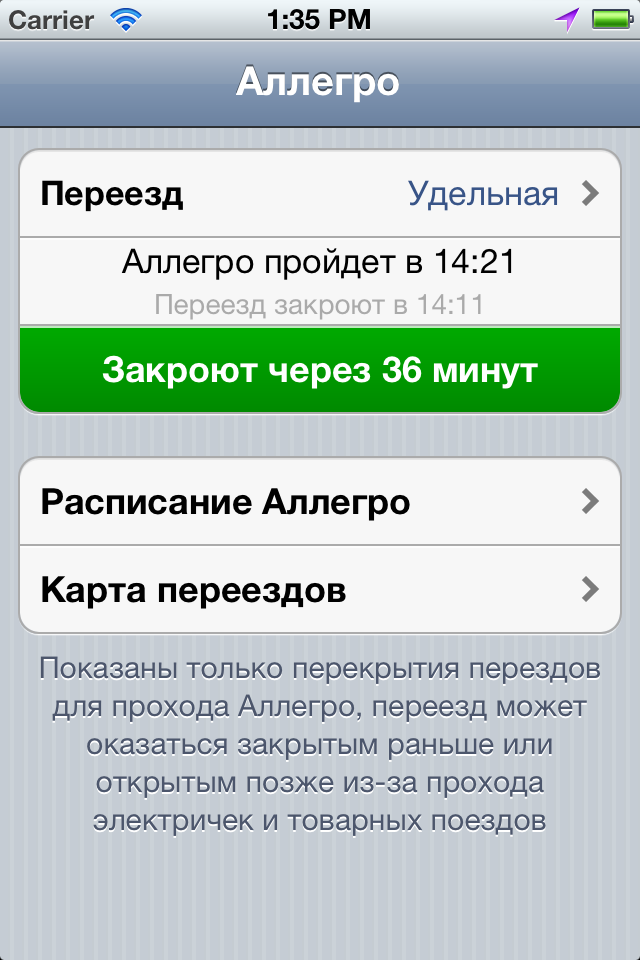 Carrier 1:35 PM
Аллегро
Переезд Удельная
Аллегро пройдет в 14:21
Переезд закроют в 14:11
Закроют через 36 минут
Расписание Аллегро
Карта переездов
Показаны только перекрытия перездов
для прохода Аллегро, переезд может
оказаться закрытым раньше или
открытым позже из-за прохода
электричек и товарных поездов